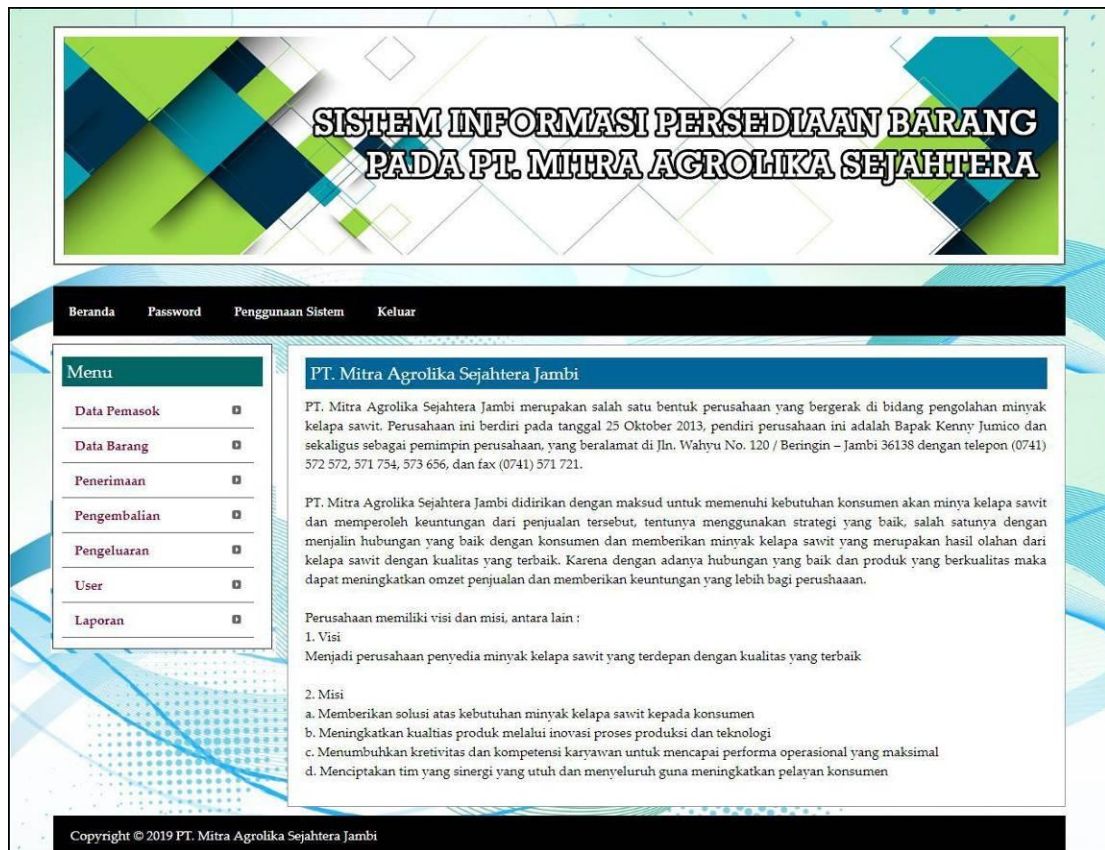 SISTEM INFORMASI PERSEDIAAN BARANG
PADA PT. MITRA AGROLIKA SEJAHTERA
Beranda Password Penggunaan Sistem Keluar
Menu
Data Pemasok
Data Barang
Penerimaan
Pengembalian
Pengeluaran
User
Laporan
PT. Mitra Agrolika Sejahtera Jambi
PT. Mitra Agrolika Sejahtera Jambi merupakan salah satu bentuk perusahaan yang bergerak di bidang pengolahan minyak
kelapa sawit. Perusahaan ini berdiri pada tanggal 25 Oktober 2013, pendiri perusahaan ini adalah Bapak Kenny Jumico dan
sekaligus sebagai pemimpin perusahaan, yang beralamat di Jln. Wahyu No. 120 / Beringin – Jambi 36138 dengan telepon (0741)
572 572, 571 754, 573 656, dan fax (0741) 571 721.
PT. Mitra Agrolika Sejahtera Jambi didirikan dengan maksud untuk memenuhi kebutuhan konsumen akan minya kelapa sawit
dan memperoleh keuntungan dari penjualan tersebut, tentunya menggunakan strategi yang baik, salah satunya dengan
menjalin hubungan yang baik dengan konsumen dan memberikan minyak kelapa sawit yang merupakan hasil olahan dari
kelapa sawit dengan kualitas yang terbaik. Karena dengan adanya hubungan yang baik dan produk yang berkualitas maka
dapat meningkatkan omzet penjualan dan memberikan keuntungan yang lebih bagi perushaaan.
Perusahaan memiliki visi dan misi, antara lain :
1. Visi
Menjadi perusahaan penyedia minyak kelapa sawit yang terdepan dengan kualitas yang terbaik
2. Misi
a. Memberikan solusi atas kebutuhan minyak kelapa sawit kepada konsumen
b. Meningkatkan kualtias produk melalui inovasi proses produksi dan teknologi
c. Menumbuhkan kretivitas dan kompetensi karyawan untuk mencapai performa operasional yang maksimal
d. Menciptakan tim yang sinergi yang utuh dan menyeluruh guna meningkatkan pelayan konsumen
Copyright © 2019 PT. Mitra Agrolika Sejahtera Jambi